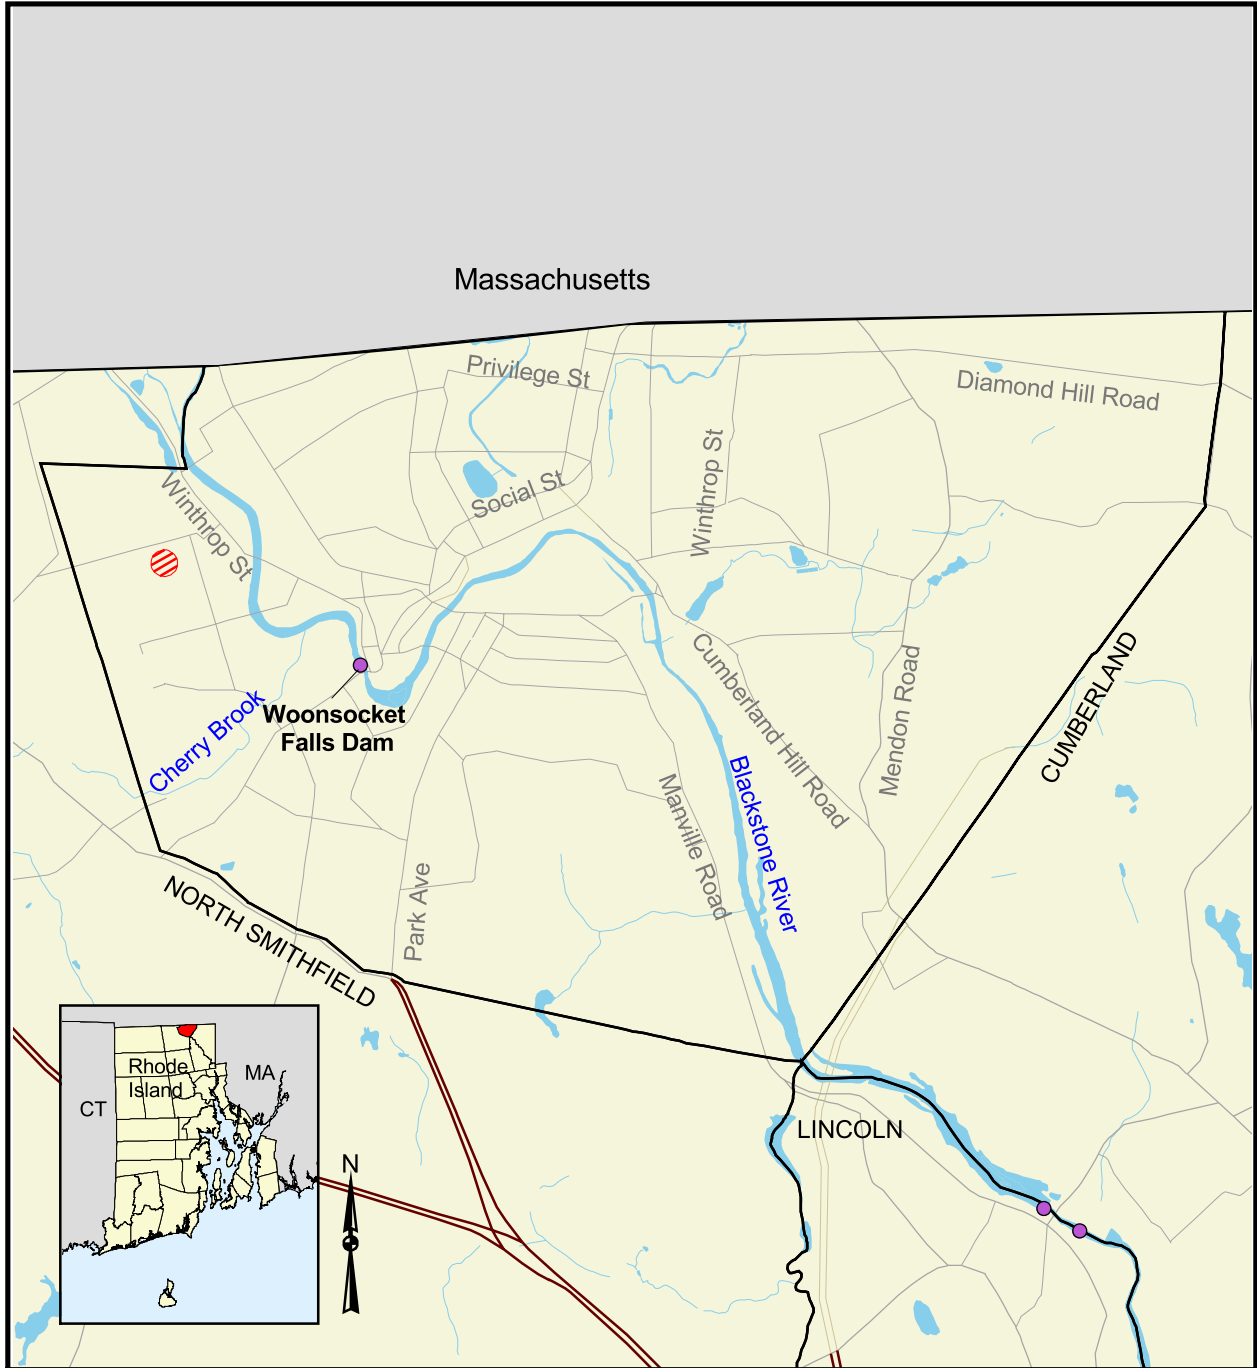 Massachusetts
Privilege St
Diamond Hill Road
Social St
Winthrop St
Winthrop St
Cherry Brook
Woonsocket
Falls Dam
Cumberland Hill Road
Mendon Road
CUMBERLAND
Blackstone River
Manville Road
Park Ave
NORTH SMITHFIELD
LINCOLN
Rhode
Island
MA
CT
N